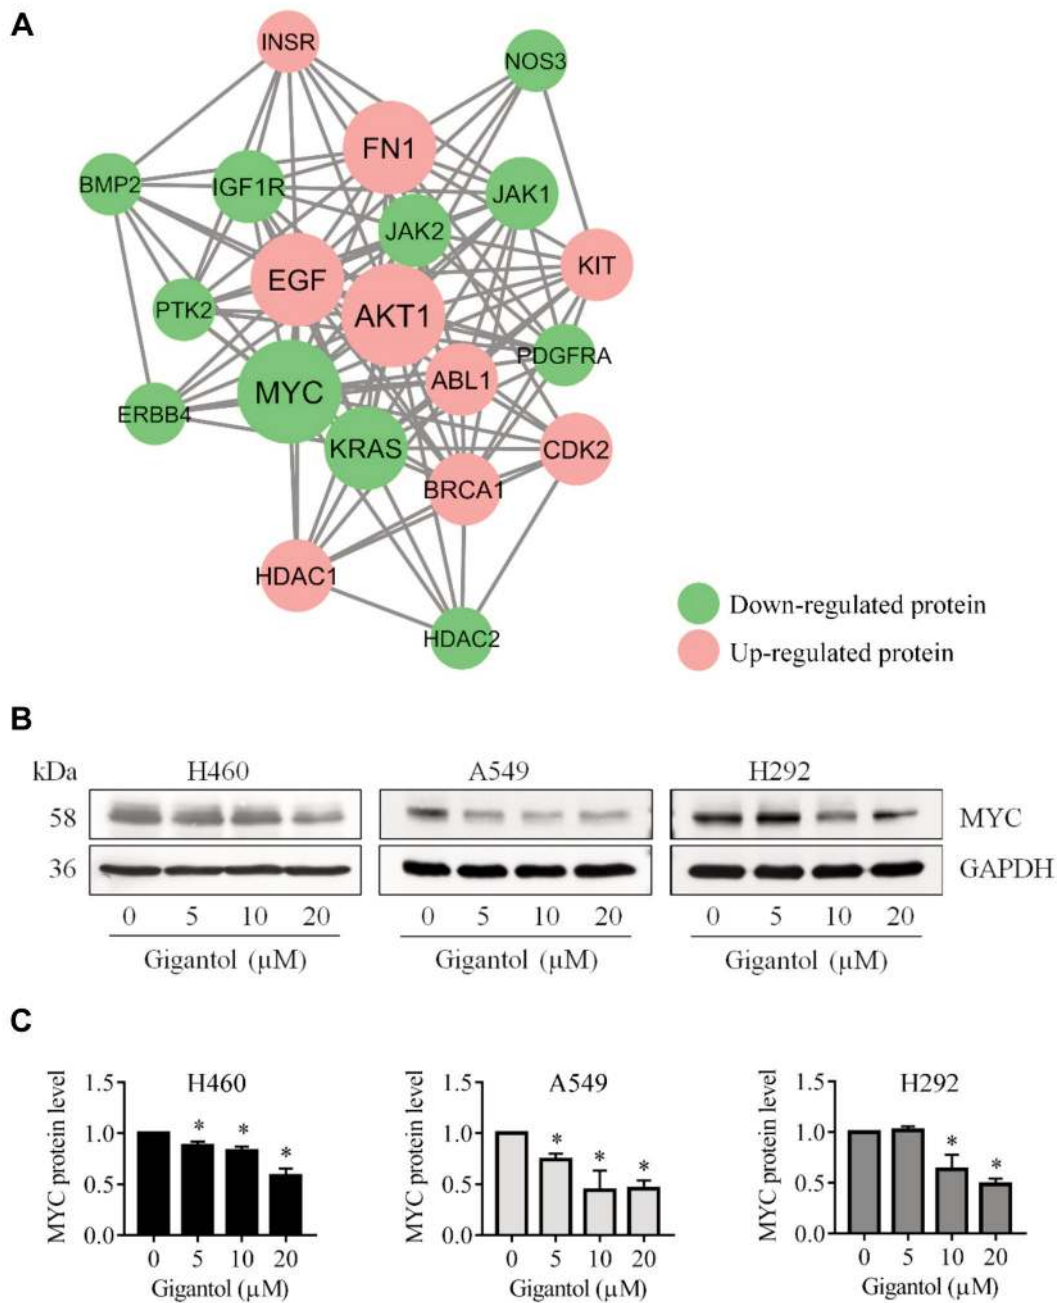 A
INSR
NOS3
FN1
BMP2
IGF1R
JAK1
JAK2
KIT
EGF
PTK2
AKT1
PDGFRA
ABL1
MYC
ERBB4
KRAS
CDK2
BRCA1
HDAC1
HDAC2
Down-regulated protein
Up-regulated protein
B
kDa H460 A549 H292
58 MYC
36 GAPDH
0 5 10 20 0 5 10 20 0 5 10 20
Gigantol (µM) Gigantol (µM) Gigantol (µM)
C
H460
MYC protein level
1.5
1.0
0.5
0.0
* * *
0 5 10 20
Gigantol (µM)
A549
MYC protein level
1.5
1.0
0.5
0.0
* * *
0 5 10 20
Gigantol (µM)
H292
MYC protein level
1.5
1.0
0.5
0.0
* *
0 5 10 20
Gigantol (µM)